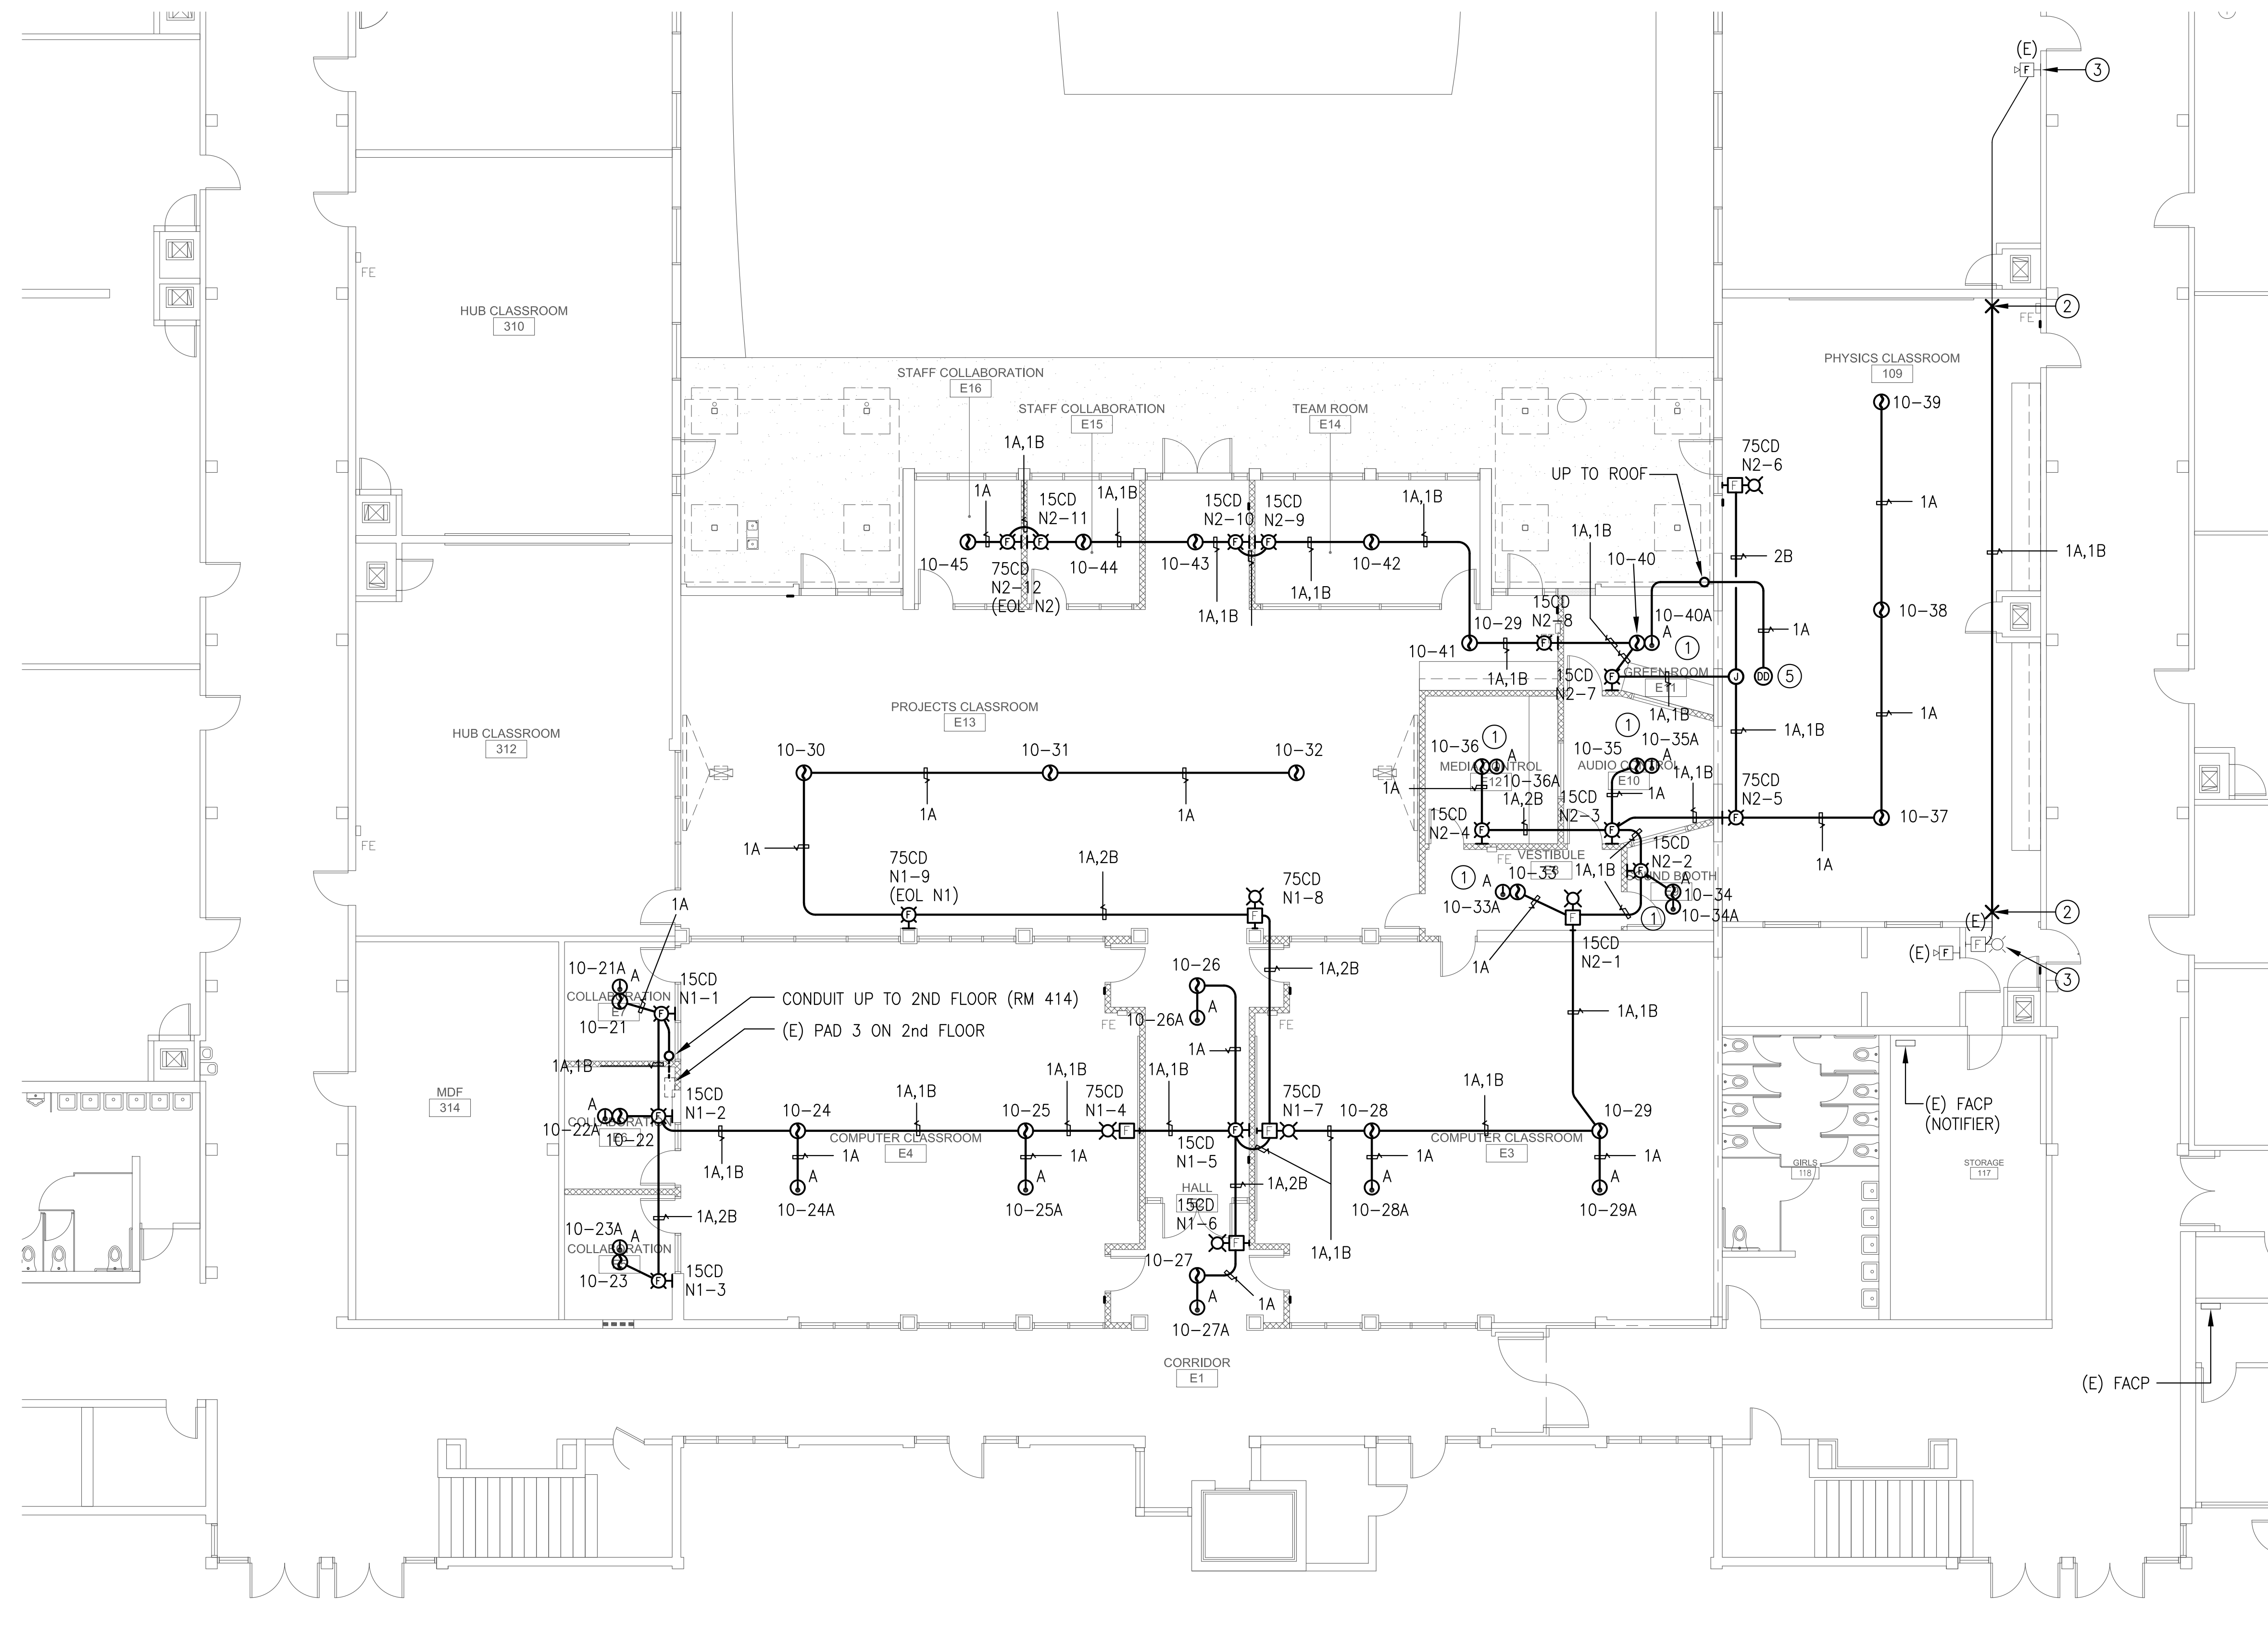 (E)
F
3
HUB CLASSROOM
310
FE
2
FE
PHYSICS CLASSROOM
109
STAFF COLLABORATION
E16
STAFF COLLABORATION
E15
TEAM ROOM
E14
10-39
1A,1B
75CD
N2-6
UP TO ROOF
1A
15CD
N2-11
1A,1B
15CD
N2-10
15CD
N2-9
1A,1B
1A
1A,1B
10-40
2B
1A,1B
10-45
75CD
N2-12
(EOL N2)
10-44
10-43
10-42
1A,1B
1A,1B
15CD
N2-8
10-40A
A
1
10-38
1A
10-29
10-41
1A,1B
15CD
N2-7
GREEN ROOM
E11
J
DD
5
1A,1B
1A
PROJECTS CLASSROOM
E13
HUB CLASSROOM
312
1
1
1A,1B
10-30
10-31
10-32
10-36
A
10-35
10-35A
A
MEDIA CONTROL
E12
10-36A
AUDIO CONTROL
E10
1A,1B
1A
1A
1A
1A,2B
15CD
N2-3
1A
75CD
N2-5
15CD
N2-4
10-37
FE
1A
75CD
N1-9
(EOL N1)
1A,2B
75CD
N1-8
FE
VESTIBULE
E8
15CD
N2-2
1A
1
A
10-33
1A,1B
SOUND BOOTH
A
10-34
10-33A
10-34A
1
1A
2
(E)
F
(E)
F
3
15CD
N2-1
1A
10-21A
A
15CD
N1-1
COLLABORATION
E7
10-21
CONDUIT UP TO 2ND FLOOR (RM 414)
(E) PAD 3 ON 2nd FLOOR
10-26
A
10-26A
1A,2B
FE
FE
1A,1B
1A
1A,1B
MDF
314
A
10-22A
10-22
COLLABORATION
E6
15CD
N1-2
1A,1B
10-24
1A,1B
10-25
75CD
N1-4
1A,1B
75CD
N1-7
10-28
1A,1B
10-29
(E) FACP
(NOTIFIER)
COMPUTER CLASSROOM
E4
COMPUTER CLASSROOM
E3
15CD
N1-5
1A,1B
1A
1A
1A
1A
GIRLS
118
STORAGE
117
A
10-24A
A
10-25A
HALL
1A,2B
A
10-28A
A
10-29A
15CD
N1-6
1A,2B
10-23A
A
COLLABORATION
10-23
15CD
N1-3
10-27
1A,1B
A
1A
10-27A
CORRIDOR
E1
(E) FACP